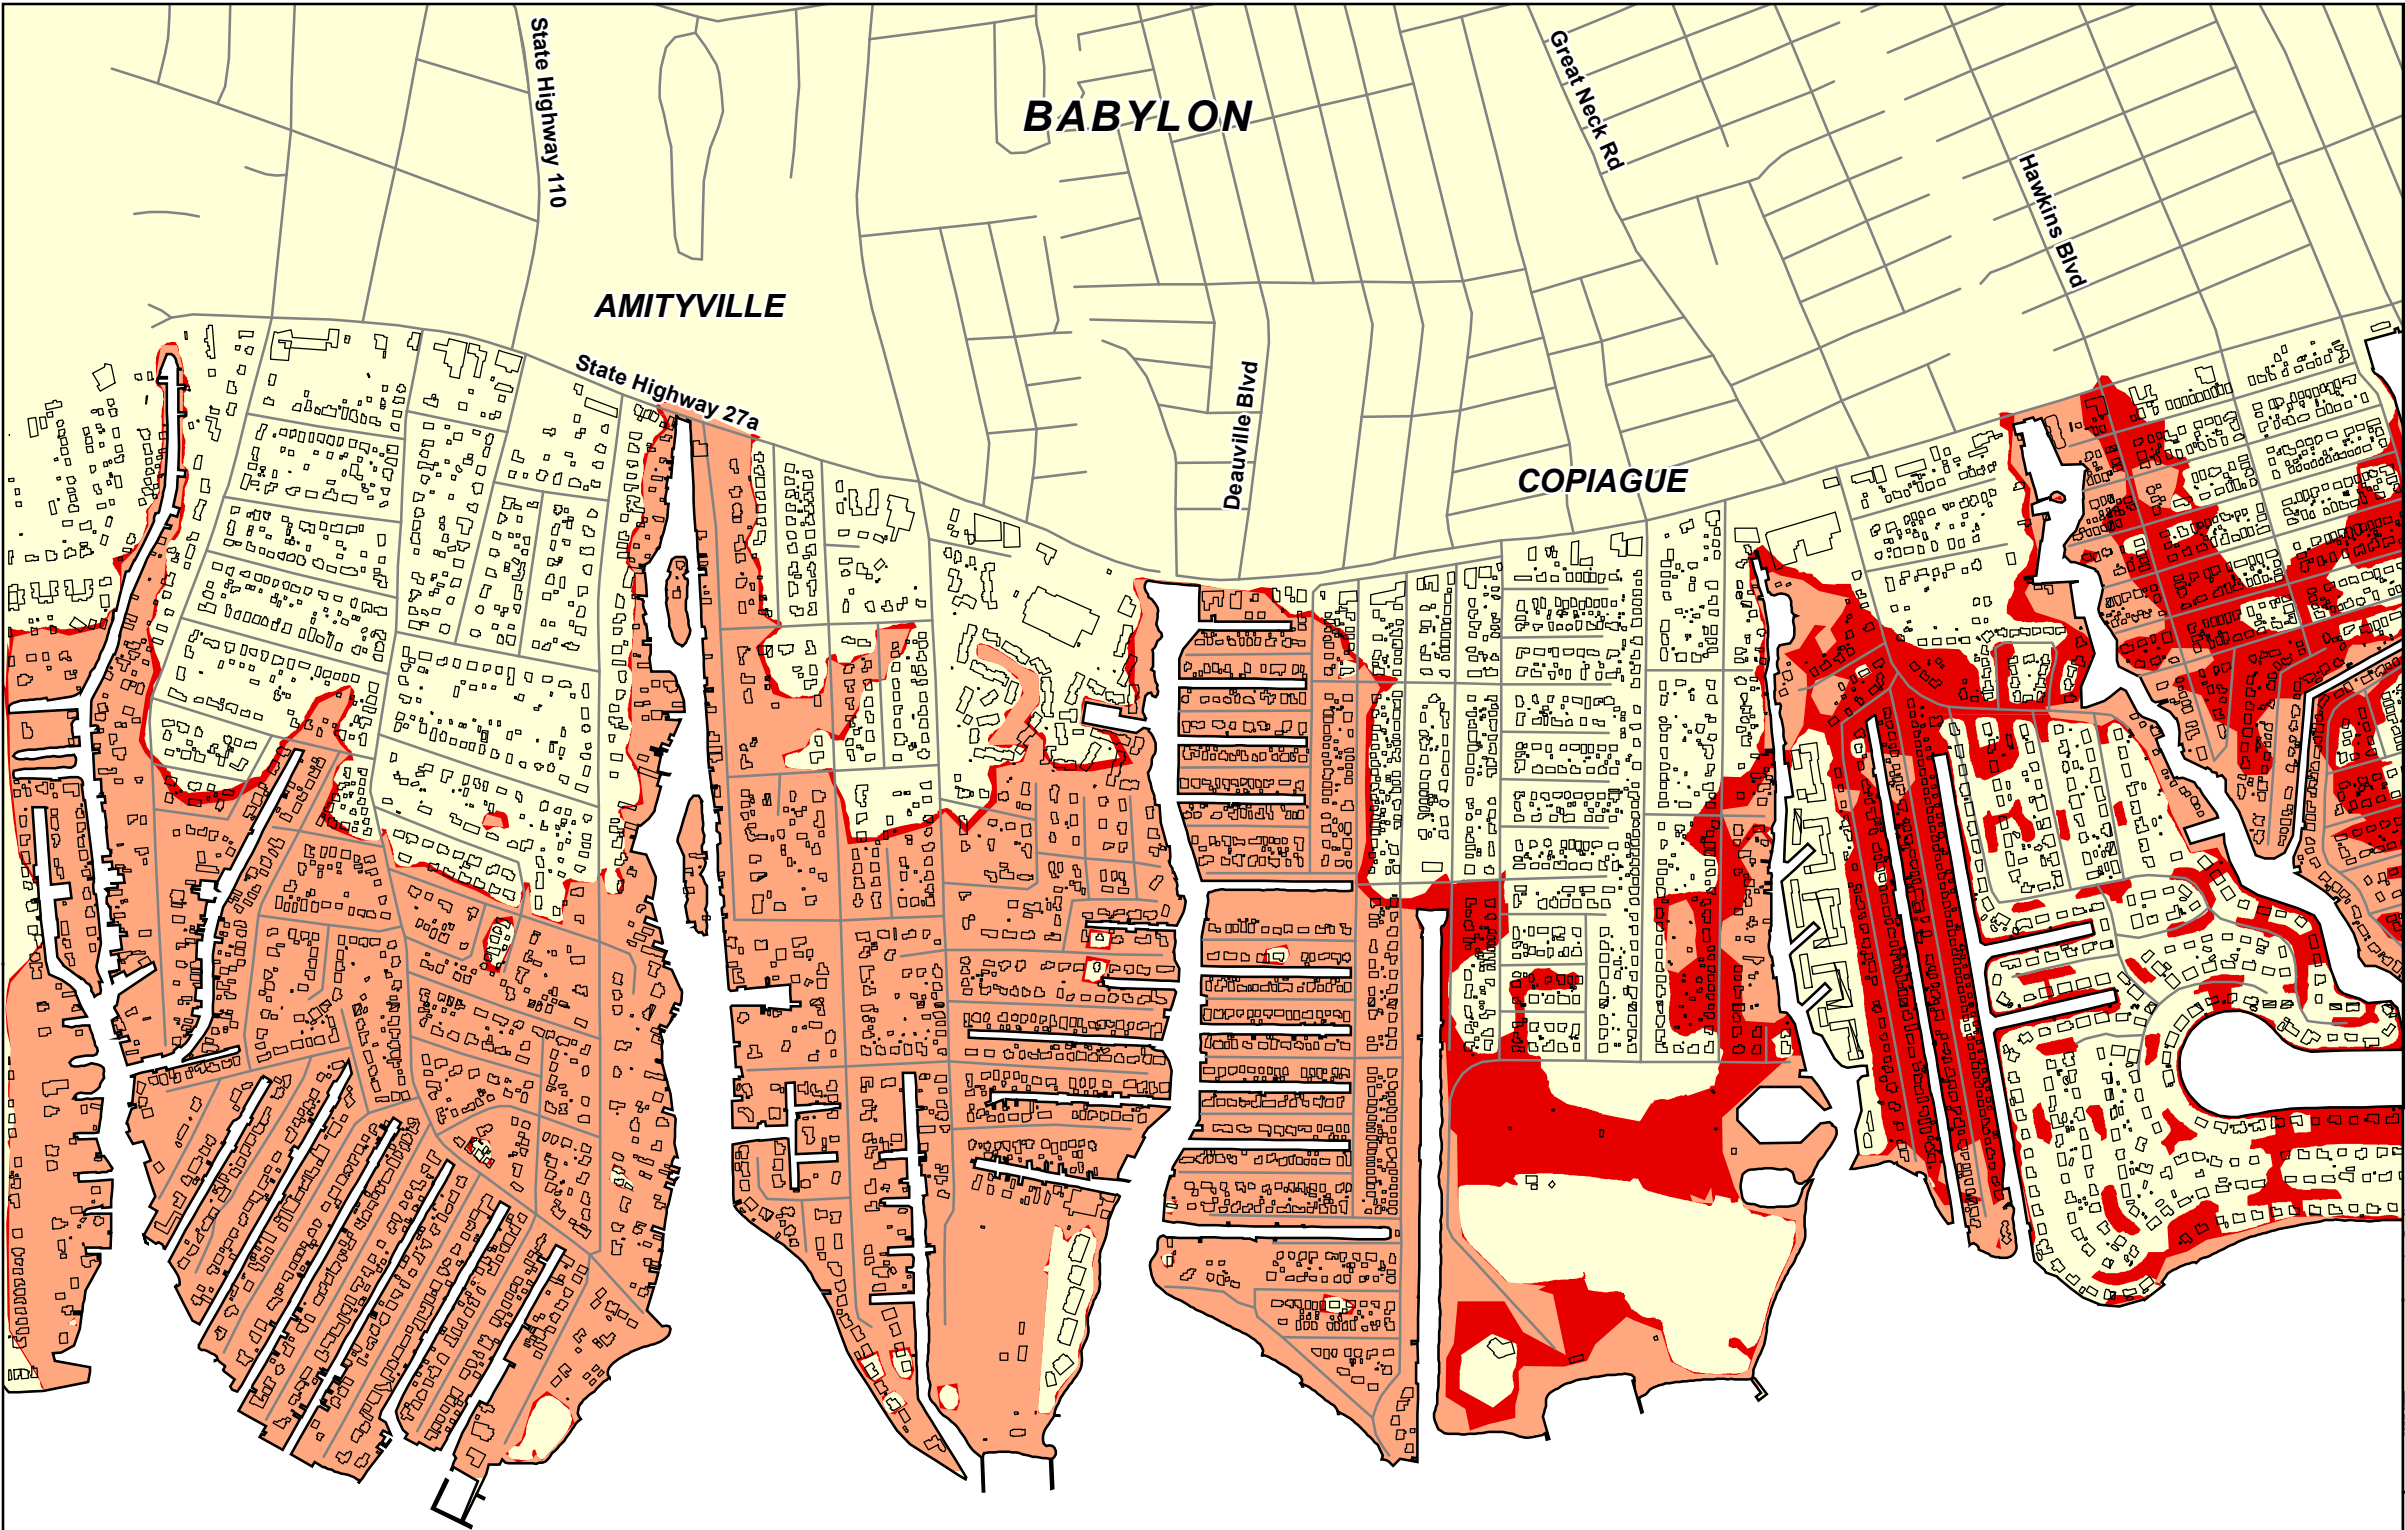 State Highway 110
BABYLON
Great Neck Rd
Hawkins Blvd
AMITYVILLE
State Highway 27a
Deauville Blvd
COPIAGUE